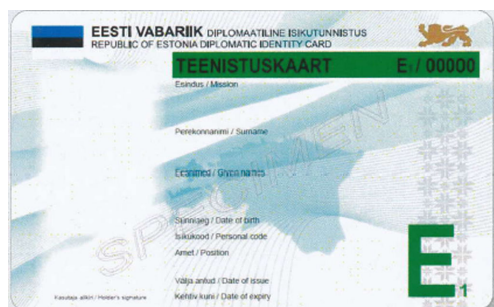 EESTI VABARIIK DIPLOMAATILINE ISIKUTUNNISTUS
REPUBLIC OF ESTONIA DIPLOMATIC IDENTITY CARD
TEENISTUSKAART E1/ 00000
Esindus / Mission
Perekonnanimi / Surname
Eesnimed / Given names
SPECIMEN
Sünniaeg / Date of birth
Isikukood / Personal code
Amet / Position
Välja antud / Date of issue
Kasutaja allkiri / Holder's signature
Kehtiv kuni / Date of expiry
E1